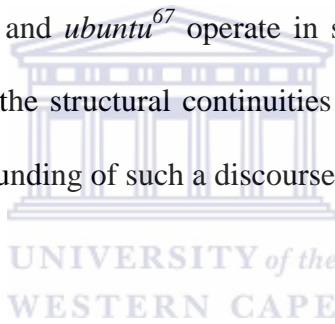 and ubuntu67 operate in s
the structural continuities
unding of such a discourse
UNIVERSITY of the
WESTERN CAPE